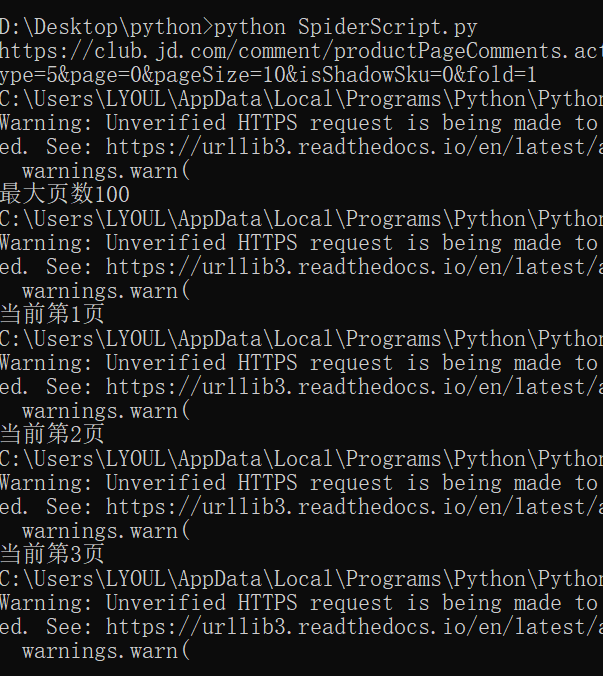 D:\Desktop\python>python SpiderScript.py
https://club.jd.com/comment/productPageComments.act
ype=5&page=0&pageSize=10&isShadowSku=0&fold=1
C:\Users\LYOUL\AppData\Local\Programs\Python\Python
Warning: Unverified HTTPS request is being made to
ed. See: https://urllib3.readthedocs.io/en/latest/a
warnings.warn(
最大页数100
C:\Users\LYOUL\AppData\Local\Programs\Python\Python
Warning: Unverified HTTPS request is being made to
ed. See: https://urllib3.readthedocs.io/en/latest/a
warnings.warn(
当前第1页
C:\Users\LYOUL\AppData\Local\Programs\Python\Python
Warning: Unverified HTTPS request is being made to
ed. See: https://urllib3.readthedocs.io/en/latest/a
warnings.warn(
当前第2页
C:\Users\LYOUL\AppData\Local\Programs\Python\Python
Warning: Unverified HTTPS request is being made to
ed. See: https://urllib3.readthedocs.io/en/latest/a
warnings.warn(
当前第3页
C:\Users\LYOUL\AppData\Local\Programs\Python\Python
Warning: Unverified HTTPS request is being made to
ed. See: https://urllib3.readthedocs.io/en/latest/a
warnings.warn(